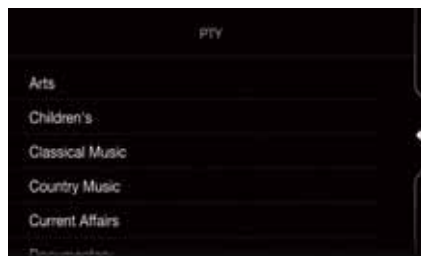 PTY
Arts
Children's
Classical Music
Country Music
Current Affairs